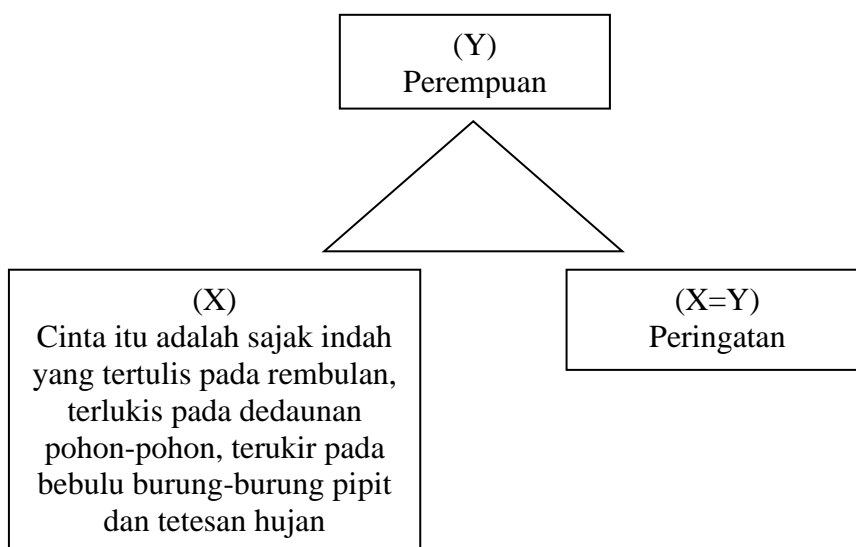 (Y)
Perempuan
(X)
Cinta itu adalah sajak indah
yang tertulis pada rembulan,
terlukis pada dedaunan
pohon-pohon, terukir pada
bebulu burung-burung pipit
dan tetesan hujan
(X=Y)
Peringatan